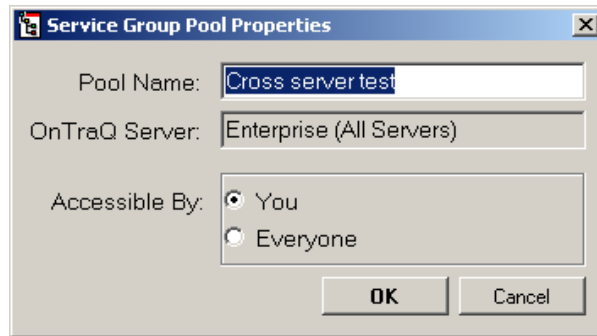 Service Group Pool Properties
Pool Name: Cross server test
OnTraQ Server: Enterprise (All Servers)
Accessible By: You
Everyone
OK Cancel